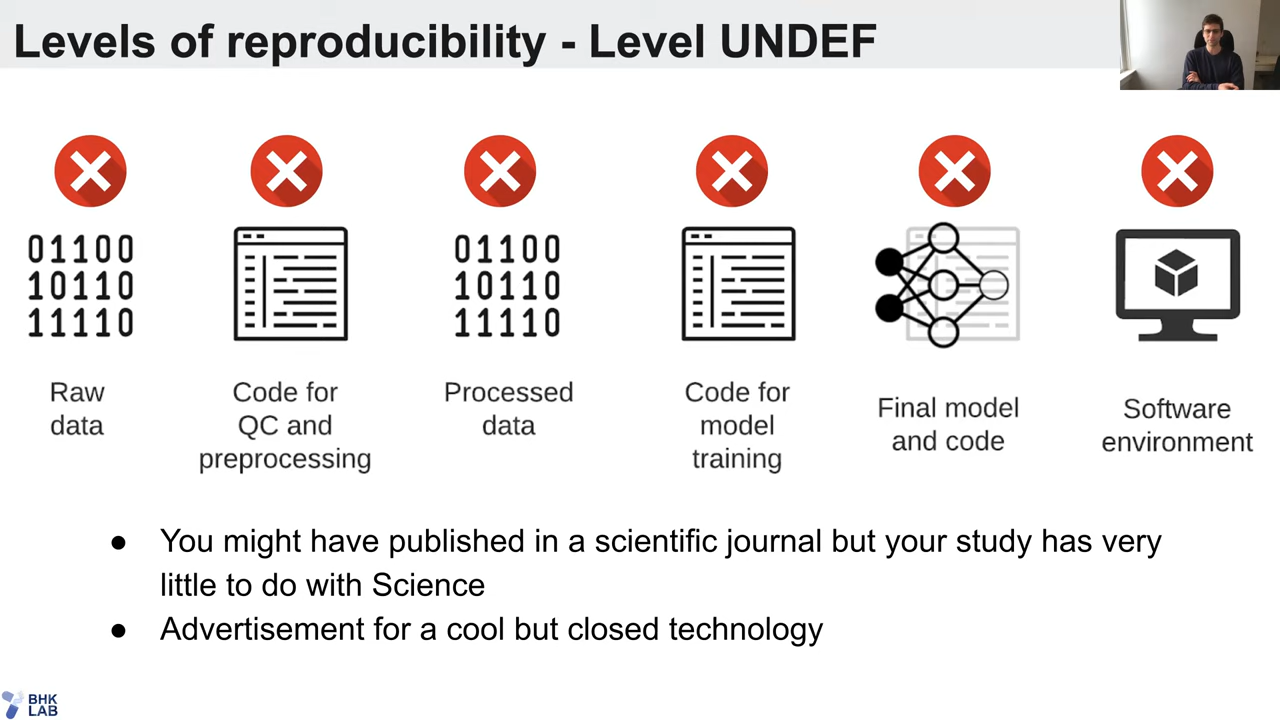 Levels of reproducibility - Level UNDEF
01100
10110
11110
01100
10110
11110
Raw
data
Code for
QC and
preprocessing
Processed
data
Code for
model
training
Final model
and code
Software
environment
● You might have published in a scientific journal but your study has very
little to do with Science
● Advertisement for a cool but closed technology
BHK
LAB